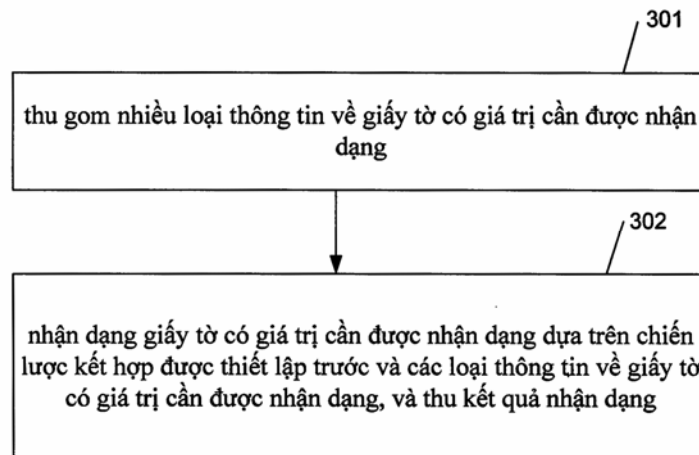 301
thu gom nhiều loại thông tin về giấy tờ có giá trị cần được nhận
dạng
302
nhận dạng giấy tờ có giá trị cần được nhận dạng dựa trên chiến
lược kết hợp được thiết lập trước và các loại thông tin về giấy tờ
có giá trị cần được nhận dạng, và thu kết quả nhận dạng